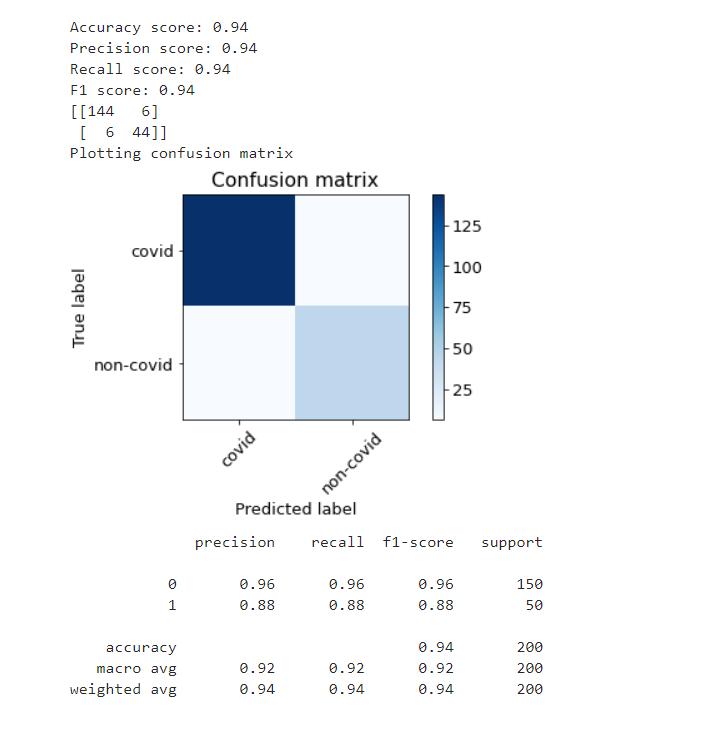 Accuracy score: 0.94
Precision score: 0.94
Recall score: 0.94
F1 score: 0.94
[[144   6]
 [  6  44]]
Plotting confusion matrix
Confusion matrix
covid
non-covid
True label
125
100
75
50
25
covid
non-covid
Predicted label
precision recall f1-score support
0 0.96 0.96 0.96 150
1 0.88 0.88 0.88 50
accuracy 0.94 200
macro avg 0.92 0.92 0.92 200
weighted avg 0.94 0.94 0.94 200